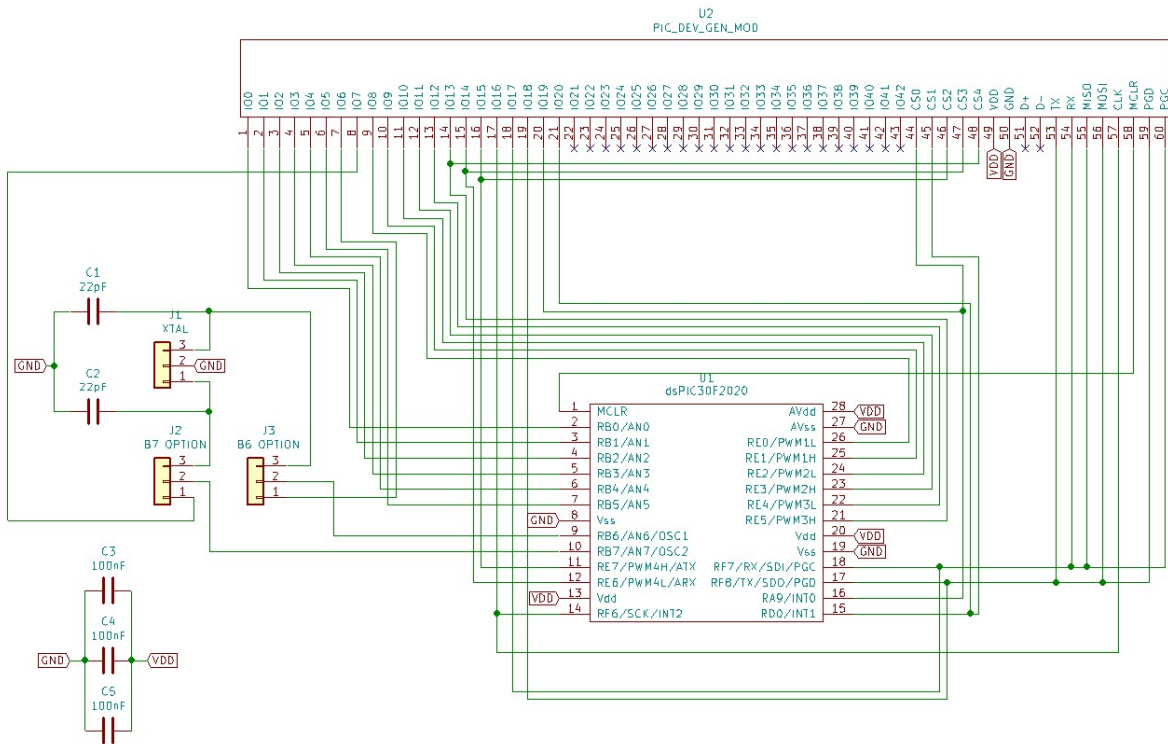 U2
PIC_DEV_GEN_MOD
IO0 IO1 IO2 IO3 IO4 IO5 IO6 IO7 IO8 IO9 IO10 IO11 IO12 IO13 IO14 IO15 IO16 IO17 IO18 IO19 IO20 IO21 IO22 IO23 IO24 IO25 IO26 IO27 IO28 IO29 IO30 IO31 IO32 IO33 IO34 IO35 IO36 IO37 IO38 IO39 IO40 IO41 IO42 CS0 CS1 CS2 CS3 CS4 VDD GND D+ D- TX RX MISO MOSI CLK MCLR PGD PGC
1 2 3 4 5 6 7 8 9 10 11 12 13 14 15 16 17 18 19 20 21 22 23 24 25 26 27 28 29 30 31 32 33 34 35 36 37 38 39 40 41 42 43 44 45 46 47 48 49 50 51 52 53 54 55 56 57 58 59 60
VDD GND
C1
22pF
J1
XTAL
3
GND 2 GND
1
C2
22pF
J2
B7 OPTION
3
2
1
J3
B6 OPTION
3
2
1
C3
100nF
C4
100nF
GND VDD
C5
100nF
U1
dsPIC30F2020
1 MCLR AVdd 28 VDD
2 RB0/AN0 AVss 27 GND
3 RB1/AN1 RE0/PWM1L 26
4 RB2/AN2 RE1/PWM1H 25
5 RB3/AN3 RE2/PWM2L 24
6 RB4/AN4 RE3/PWM2H 23
7 RB5/AN5 RE4/PWM3L 22
GND 8 Vss RE5/PWM3H 21
9 RB6/AN6/OSC1 Vdd 20 VDD
10 RB7/AN7/OSC2 Vss 19 GND
11 RE7/PWM4H/ATX RF7/RX/SDI/PGC 18
12 RE6/PWM4L/ARX RF8/TX/SDO/PGD 17
VDD 13 Vdd RA9/INT0 16
14 RF6/SCK/INT2 RD0/INT1 15